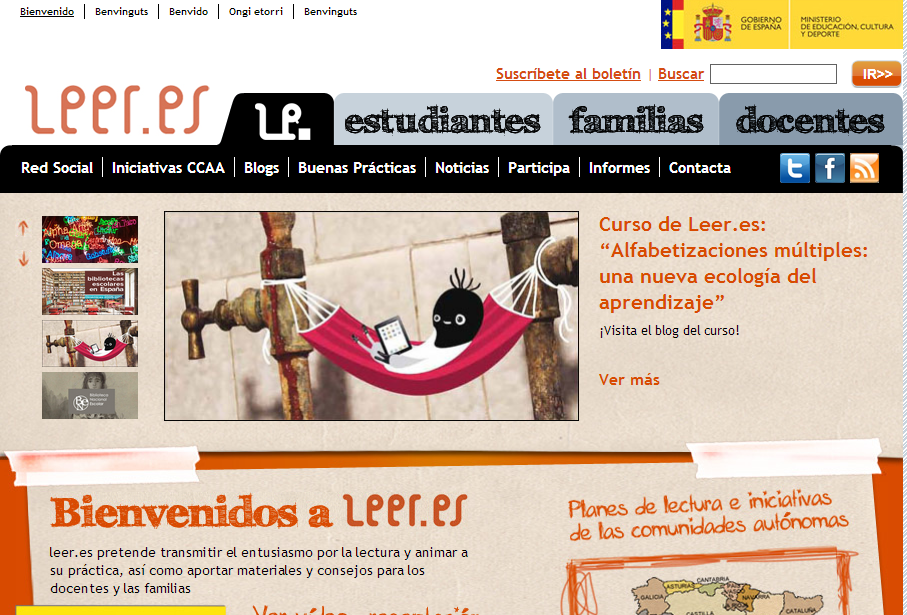 Bienvenido Benvinguts Benvido Ongi etorri Benvinguts
GOBIERNO
DE ESPAÑA
MINISTERIO
DE EDUCACIÓN, CULTURA
Y DEPORTE
Suscríbete al boletín | Buscar IR>>
Leer.es
LE.
estudiantes familias docentes
Red Social Iniciativas CCAA Blogs Buenas Prácticas Noticias Participa Informes Contacta
Las
bibliotecas
escolares
en España
Curso de Leer.es:
“Alfabetizaciones múltiples:
una nueva ecología del
aprendizaje”
¡Visita el blog del curso!
Ver más
Bienvenidos a Leer.es
leer.es pretende transmitir el entusiasmo por la lectura y animar a
su práctica, así como aportar materiales y consejos para los
docentes y las familias
Planes de lectura e iniciativas
de las comunidades autónomas
GALICIA
ASTURIAS
CANTABRIA
PAIS
VASCO
NAVARRA
CATALUÑA